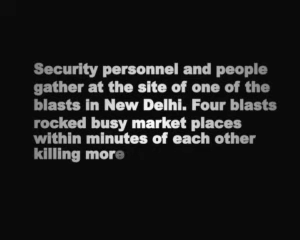 Security personnel and people
gather at the site of one of the
blasts in New Delhi. Four blasts
rocked busy market places
within minutes of each other
killing more